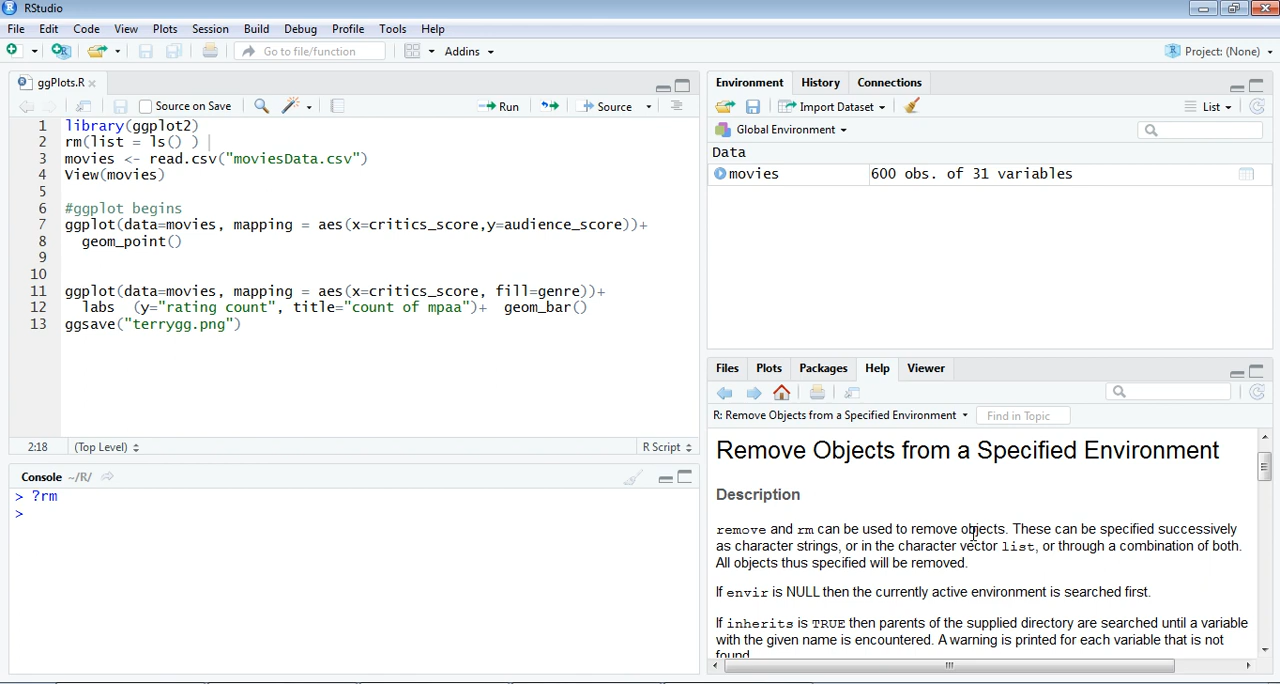 RStudio
File Edit Code View Plots Session Build Debug Profile Tools Help
Go to file/function Addins Project: (None)
ggPlots.R
Source on Save Run Source
1 library(ggplot2)
2 rm(list = ls() )
3 movies <- read.csv("moviesData.csv")
4 View(movies)
5
6 #ggplot begins
7 ggplot(data=movies, mapping = aes(x=critics_score,y=audience_score))+
8 geom_point()
9
10
11 ggplot(data=movies, mapping = aes(x=critics_score, fill=genre))+
12 labs (y="rating count", title="count of mpaa")+ geom_bar()
13 ggsave("terrygg.png")
2:18 (Top Level) R Script
Console ~/R/
> ?rm
>
Environment History Connections
Import Dataset List
Global Environment
Data
movies 600 obs. of 31 variables
Files Plots Packages Help Viewer
R: Remove Objects from a Specified Environment Find in Topic
Remove Objects from a Specified Environment
Description
remove and rm can be used to remove objects. These can be specified successively
as character strings, or in the character vector list, or through a combination of both.
All objects thus specified will be removed.
If envir is NULL then the currently active environment is searched first.
If inherits is TRUE then parents of the supplied directory are searched until a variable
with the given name is encountered. A warning is printed for each variable that is not
found.